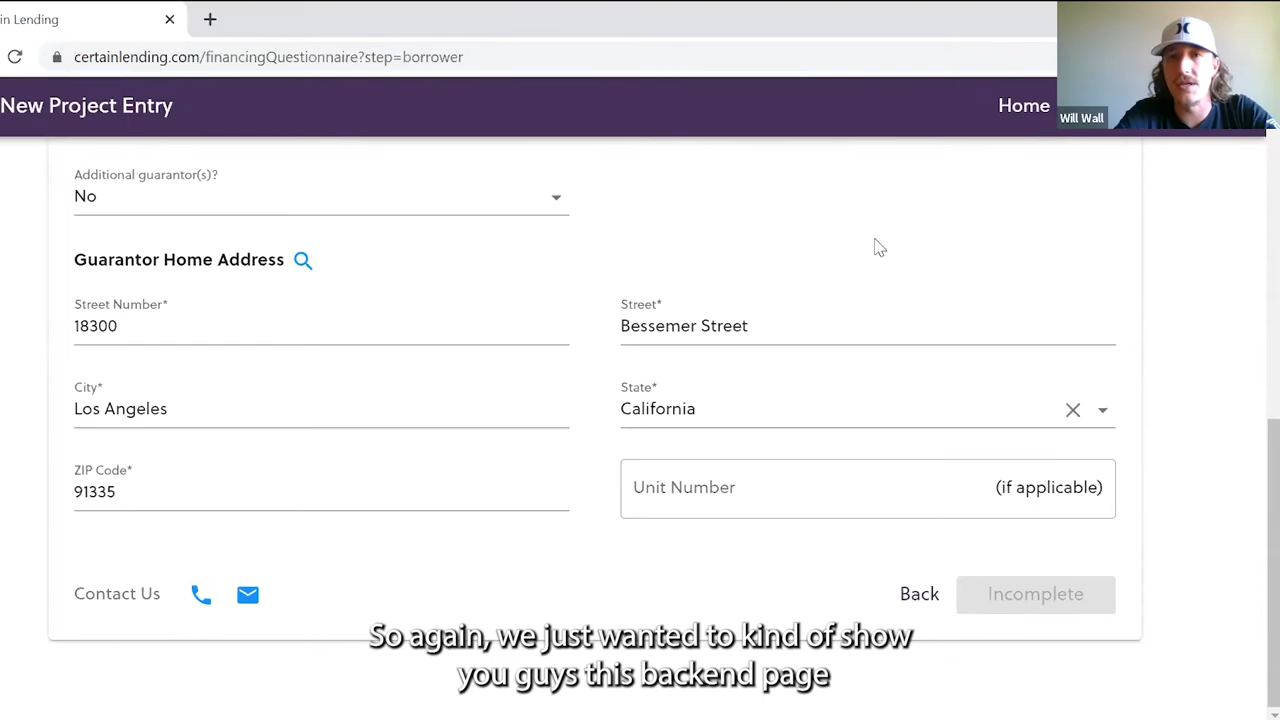 in Lending
certainlending.com/financingQuestionnaire?step=borrower
New Project Entry
Home
Will Wall
Additional guarantor(s)?
No
Guarantor Home Address
Street Number*
18300
Street*
Bessemer Street
City*
Los Angeles
State*
California
ZIP Code*
91335
Unit Number
(if applicable)
Contact Us
Back
Incomplete
So again, we just wanted to kind of show
you guys this backend page